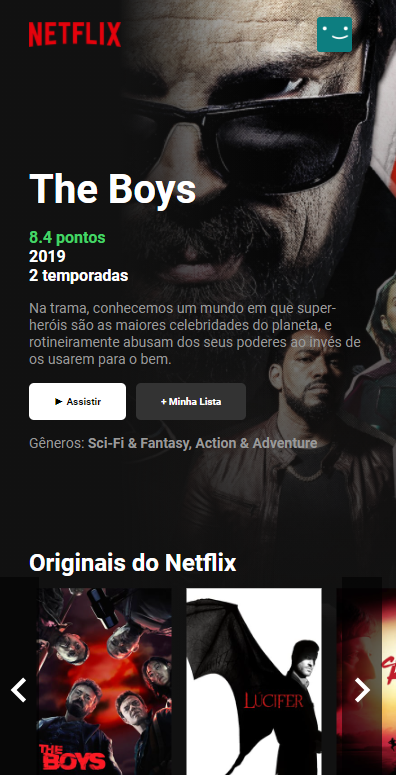 NETFLIX
The Boys
8.4 pontos
2019
2 temporadas
Na trama, conhecemos um mundo em que super-
heróis são as maiores celebridades do planeta, e
rotineiramente abusam dos seus poderes ao invés de
os usarem para o bem.
► Assistir
+ Minha Lista
Gêneros: Sci-Fi & Fantasy, Action & Adventure
Originais do Netflix
THE
BOYS
LUCIFER